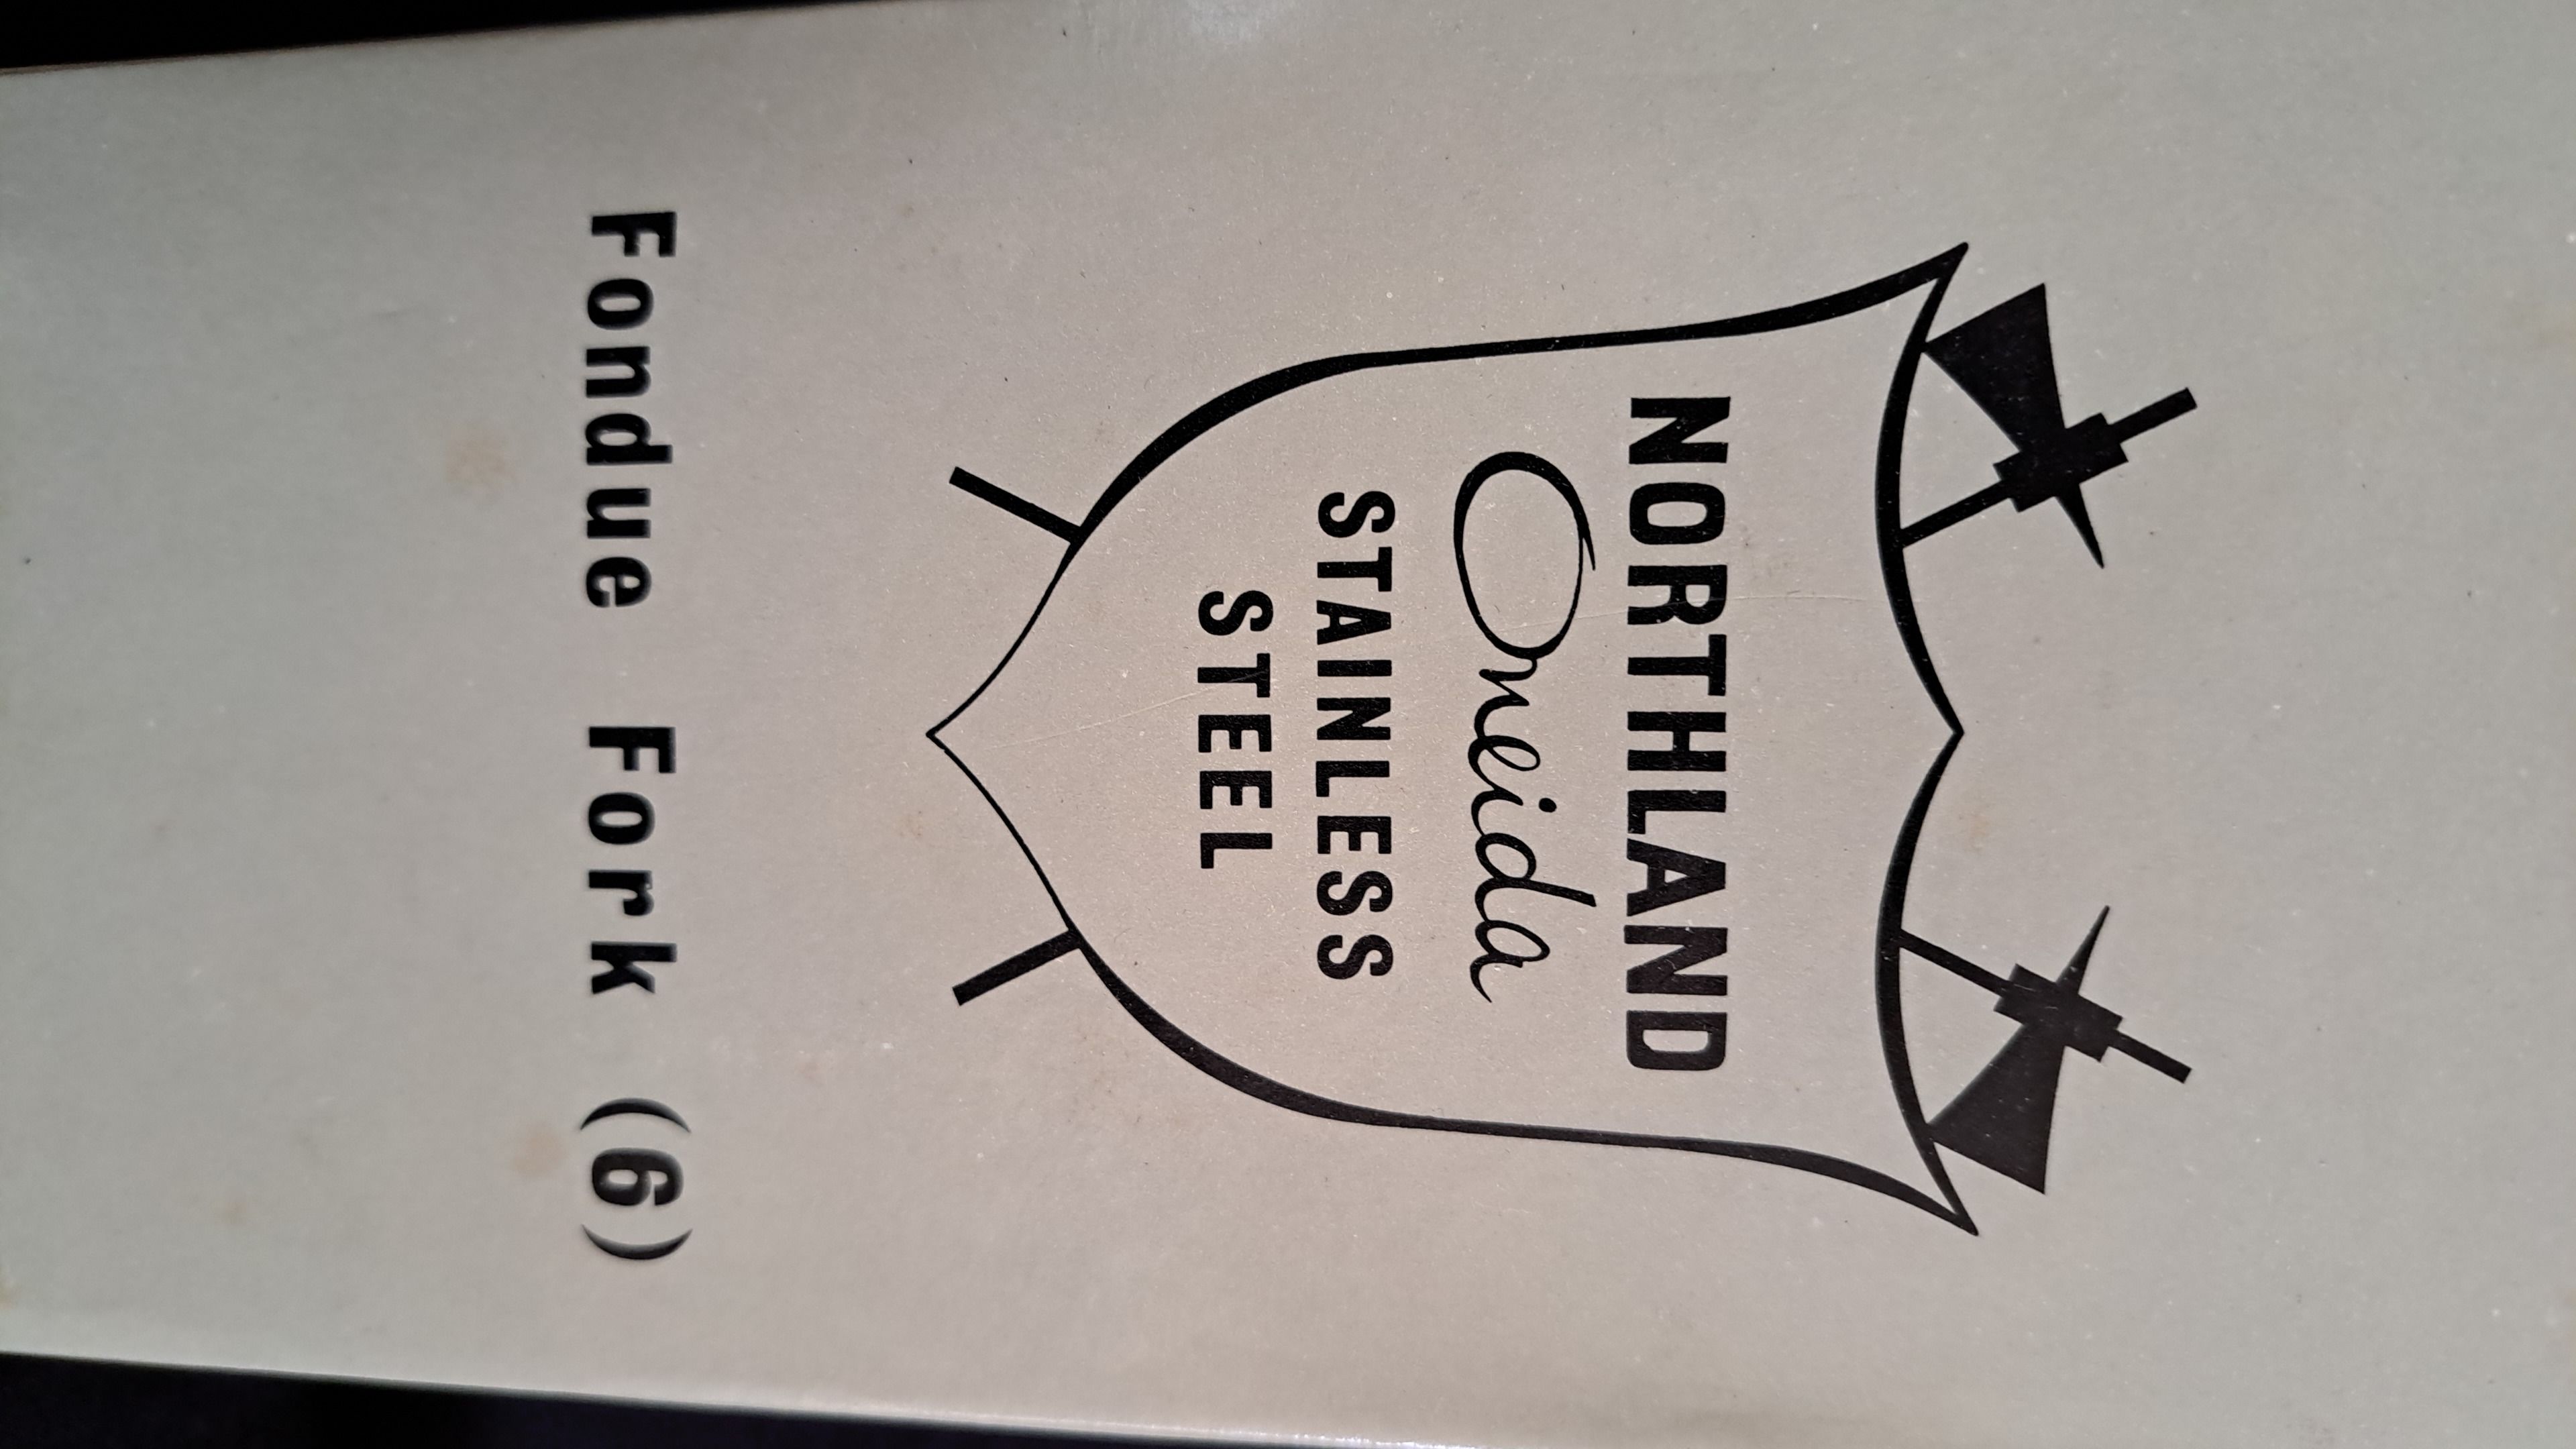 NORTHLAND
Oneida
STAINLESS
STEEL
Fondue Fork (6)